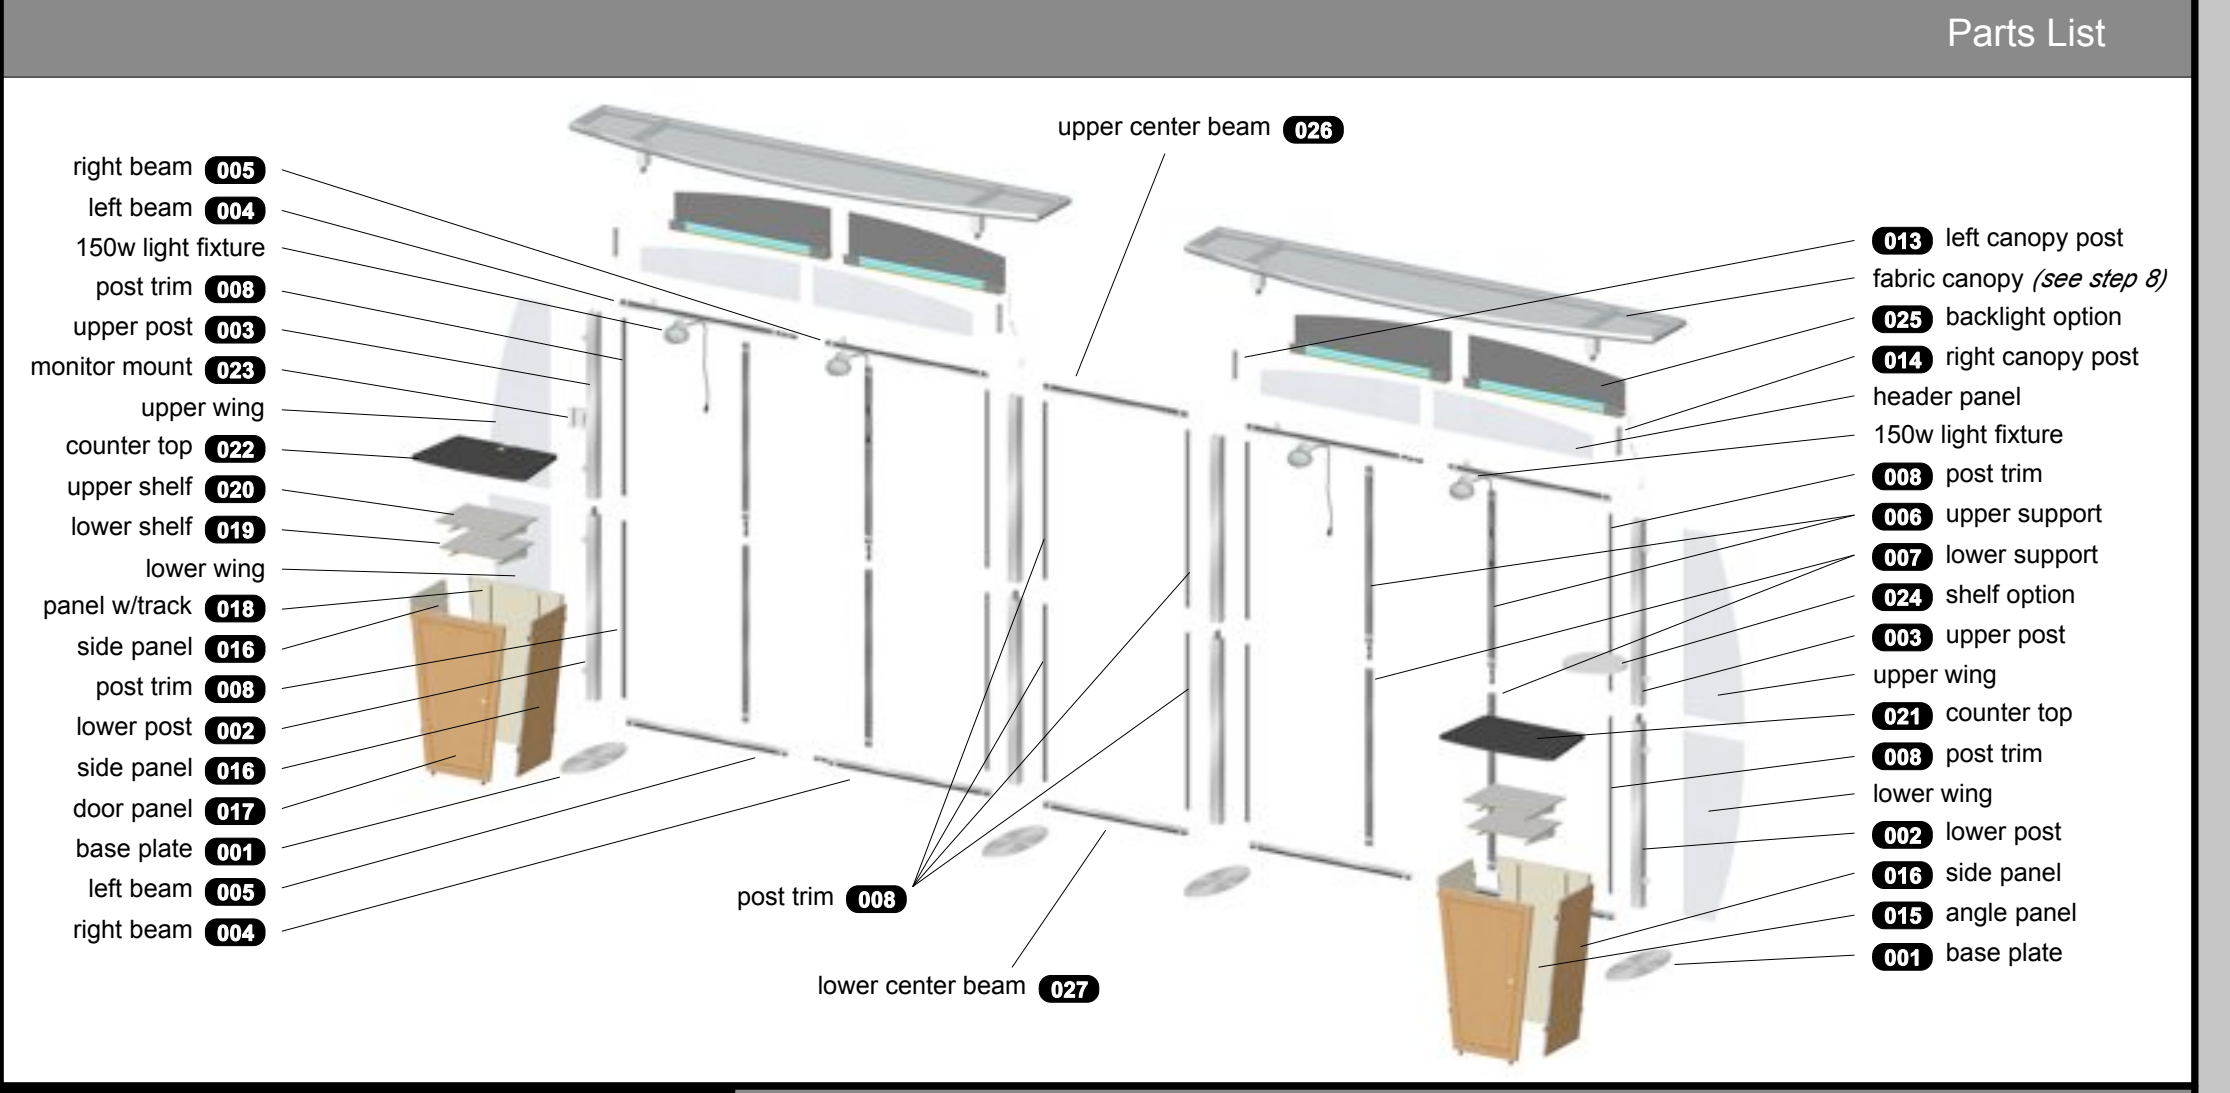 Parts List
upper center beam 026
right beam 005
left beam 004
150w light fixture
post trim 008
upper post 003
monitor mount 023
upper wing
counter top 022
upper shelf 020
lower shelf 019
lower wing
panel w/track 018
side panel 016
post trim 008
lower post 002
side panel 016
door panel 017
base plate 001
left beam 005
right beam 004
post trim 008
lower center beam 027
013 left canopy post
fabric canopy (see step 8)
025 backlight option
014 right canopy post
header panel
150w light fixture
008 post trim
006 upper support
007 lower support
024 shelf option
003 upper post
upper wing
021 counter top
008 post trim
lower wing
002 lower post
016 side panel
015 angle panel
001 base plate